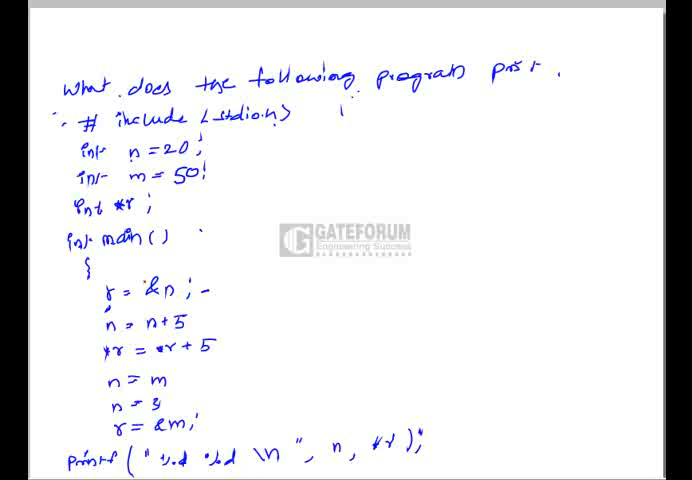 What does the following program print.
# include <stdio.h>
int n = 20;
int m = 50;
int *r;
int main()
{
r = &n;
n = n+5
*r = *r + 5
n = m
n = 3
r = &m;
printf("%d %d \n", n, *r);
GATEFORUM
Engineering Success